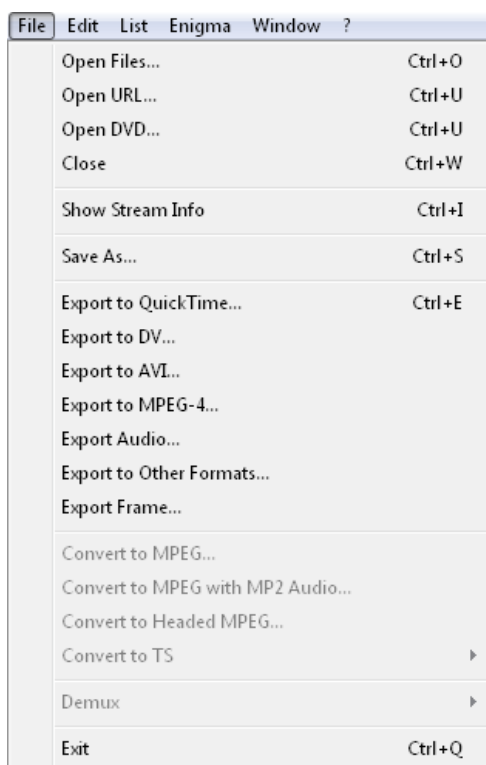 File Edit List Enigma Window ?
Open Files... Ctrl+O
Open URL... Ctrl+U
Open DVD... Ctrl+U
Close Ctrl+W
Show Stream Info Ctrl+I
Save As... Ctrl+S
Export to QuickTime... Ctrl+E
Export to DV...
Export to AVI...
Export to MPEG-4...
Export Audio...
Export to Other Formats...
Export Frame...
Convert to MPEG...
Convert to MPEG with MP2 Audio...
Convert to Headed MPEG...
Convert to TS
Demux
Exit Ctrl+Q